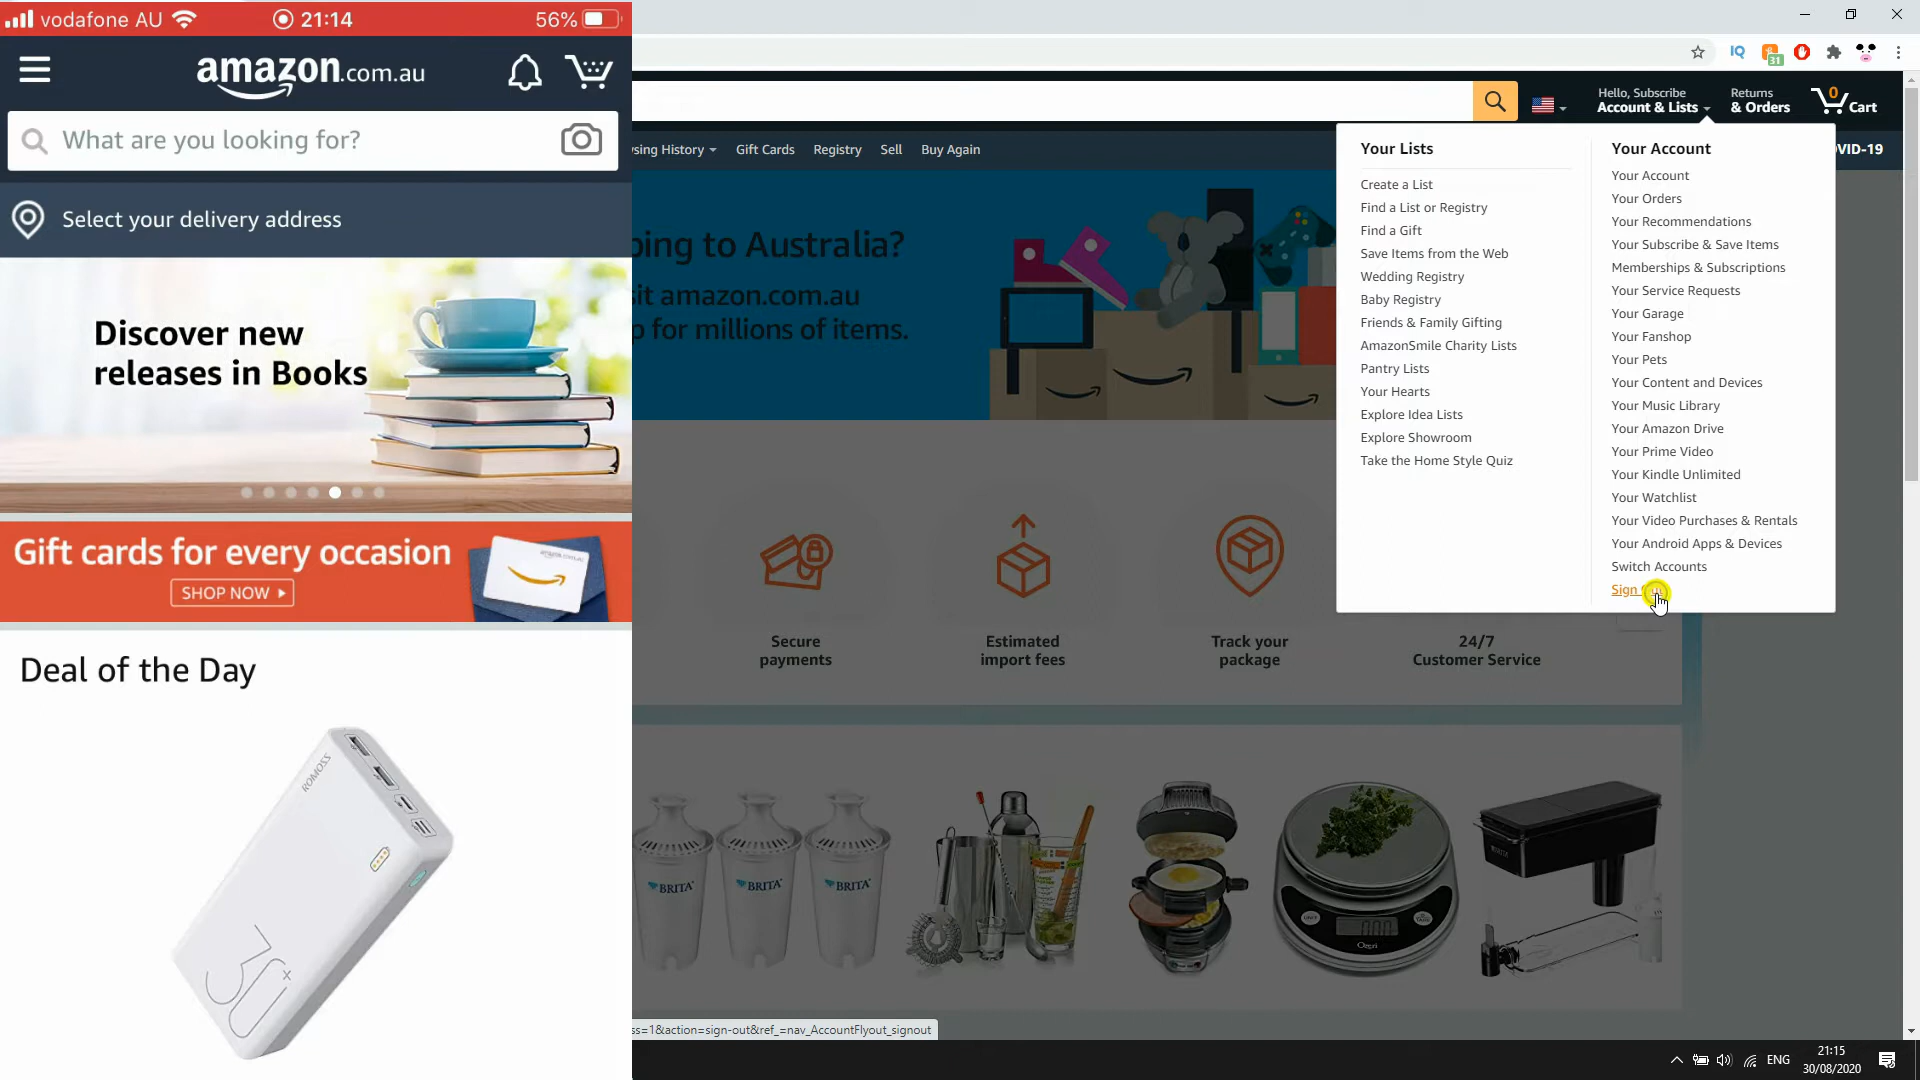 vodafone AU
21:14
56%
amazon.com.au
What are you looking for?
Select your delivery address
Discover new
releases in Books
Gift cards for every occasion
SHOP NOW
Deal of the Day
ROMOSS
30+
IQ
31
Hello, Subscribe
Account & Lists
Returns
& Orders
0
Cart
History
Gift Cards
Registry
Sell
Buy Again
VID-19
to Australia?
amazon.com.au
for millions of items.
Your Lists
Create a List
Find a List or Registry
Find a Gift
Save Items from the Web
Wedding Registry
Baby Registry
Friends & Family Gifting
AmazonSmile Charity Lists
Pantry Lists
Your Hearts
Explore Idea Lists
Explore Showroom
Take the Home Style Quiz
Your Account
Your Account
Your Orders
Your Recommendations
Your Subscribe & Save Items
Memberships & Subscriptions
Your Service Requests
Your Garage
Your Fanshop
Your Pets
Your Content and Devices
Your Music Library
Your Amazon Drive
Your Prime Video
Your Kindle Unlimited
Your Watchlist
Your Video Purchases & Rentals
Your Android Apps & Devices
Switch Accounts
Sign
Secure
payments
Estimated
import fees
Track your
package
24/7
Customer Service
BRITA
BRITA
BRITA
Ozeri
ss=1&action=sign-out&ref_=nav_AccountFlyout_signout
ENG
21:15
30/08/2020